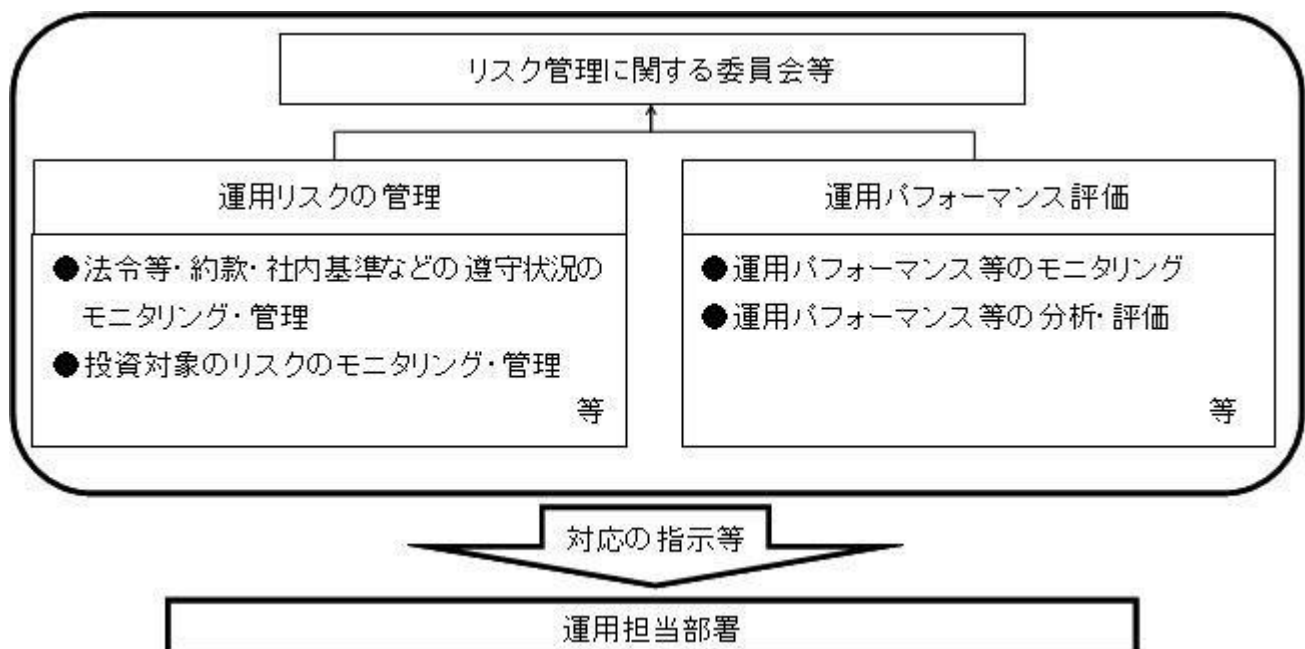 リスク管理に関する委員会等
運用リスクの管理
●法令等・約款・社内基準などの遵守状況の
モニタリング・管理
●投資対象のリスクのモニタリング・管理
等
運用パフォーマンス評価
●運用パフォーマンス等のモニタリング
●運用パフォーマンス等の分析・評価
等
対応の指示等
運用担当部署